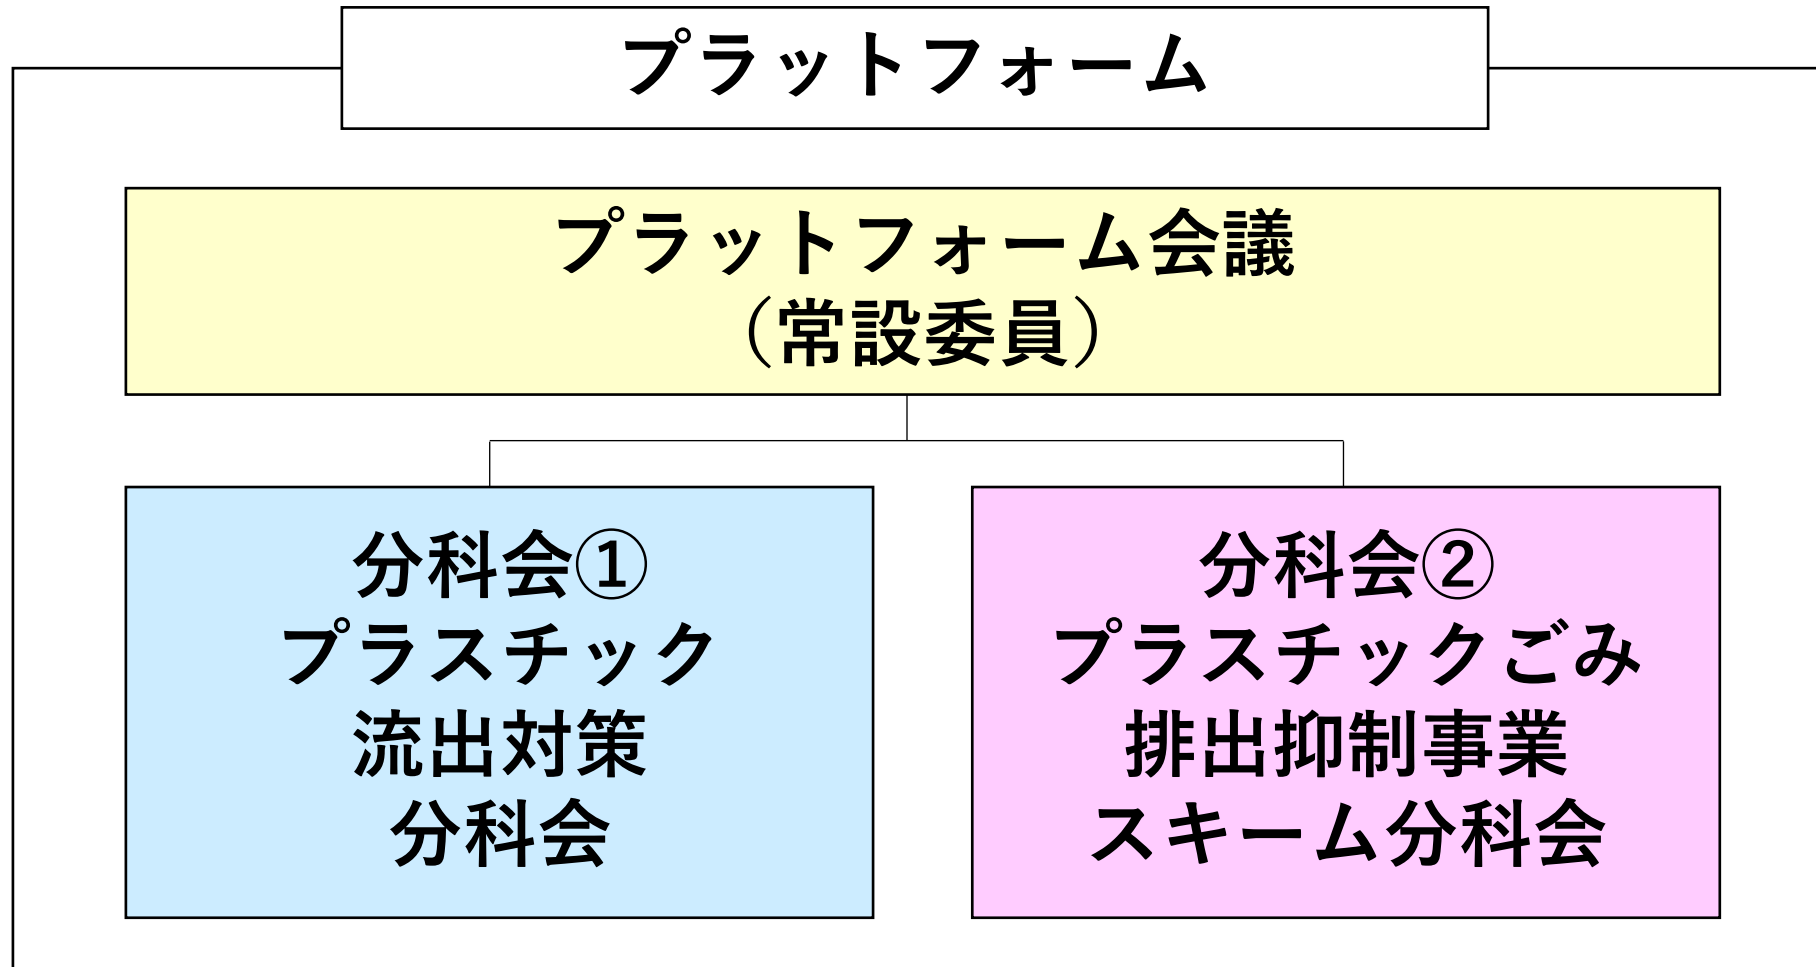 プラットフォーム
プラットフォーム会議
（常設委員）
分科会①
プラスチック
流出対策
分科会
分科会②
プラスチックごみ
排出抑制事業
スキーム分科会